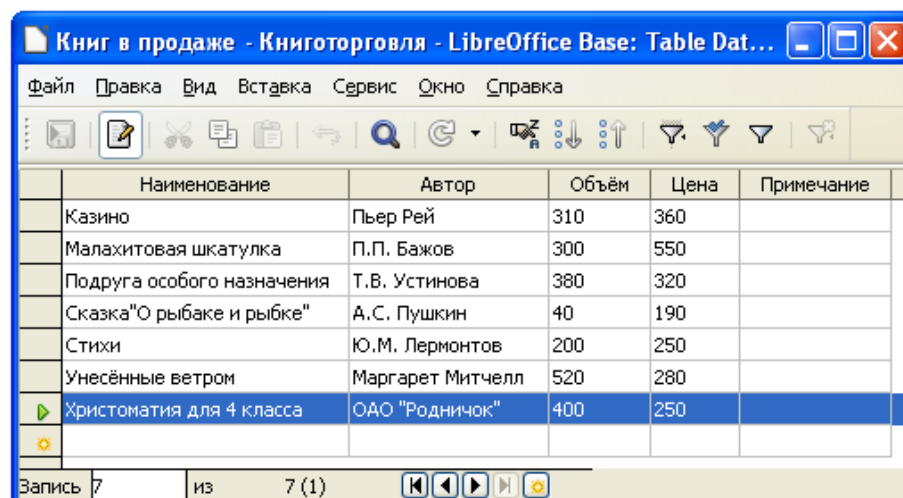 Книг в продаже - Книготорговля - LibreOffice Base: Table Dat...
Файл Правка Вид Вставка Сервис Окно Справка
Наименование Автор Объём Цена Примечание
Казино Пьер Рей 310 360
Малахитовая шкатулка П.П. Бажов 300 550
Подруга особого назначения Т.В. Устинова 380 320
Сказка"О рыбаке и рыбке" А.С. Пушкин 40 190
Стихи Ю.М. Лермонтов 200 250
Унесённые ветром Маргарет Митчелл 520 280
Христоматия для 4 класса ОАО "Родничок" 400 250
Запись 7 из 7 (1)